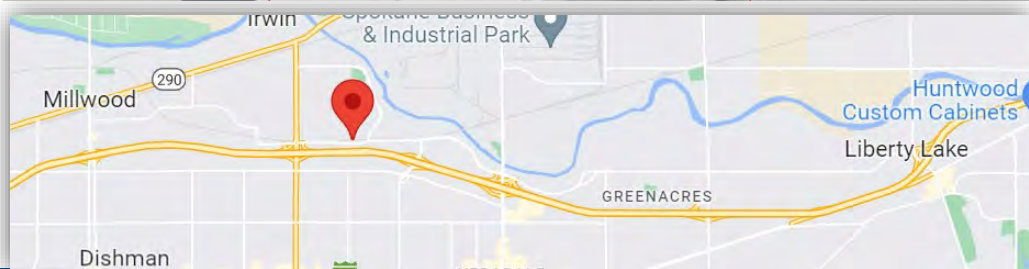 Irwin
Spokane Business
& Industrial Park
290
Millwood
Huntwood
Custom Cabinets
Liberty Lake
GREENACRES
Dishman